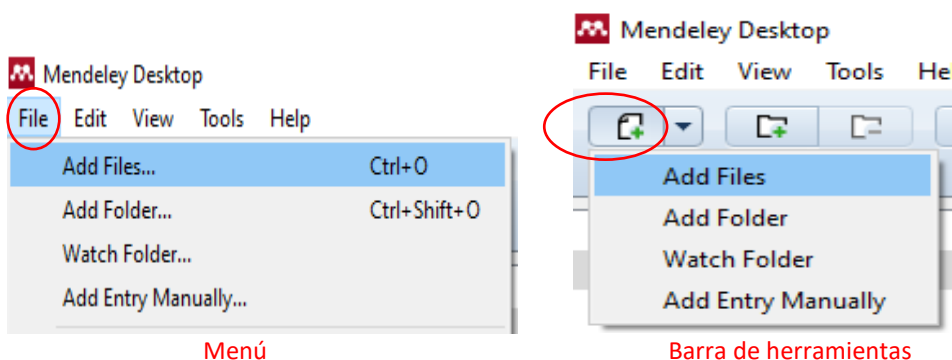 Mendeley Desktop
File Edit View Tools Help
Add Files... Ctrl+O
Add Folder... Ctrl+Shift+O
Watch Folder...
Add Entry Manually...
Menú
Mendeley Desktop
File Edit View Tools He
Add Files
Add Folder
Watch Folder
Add Entry Manually
Barra de herramientas